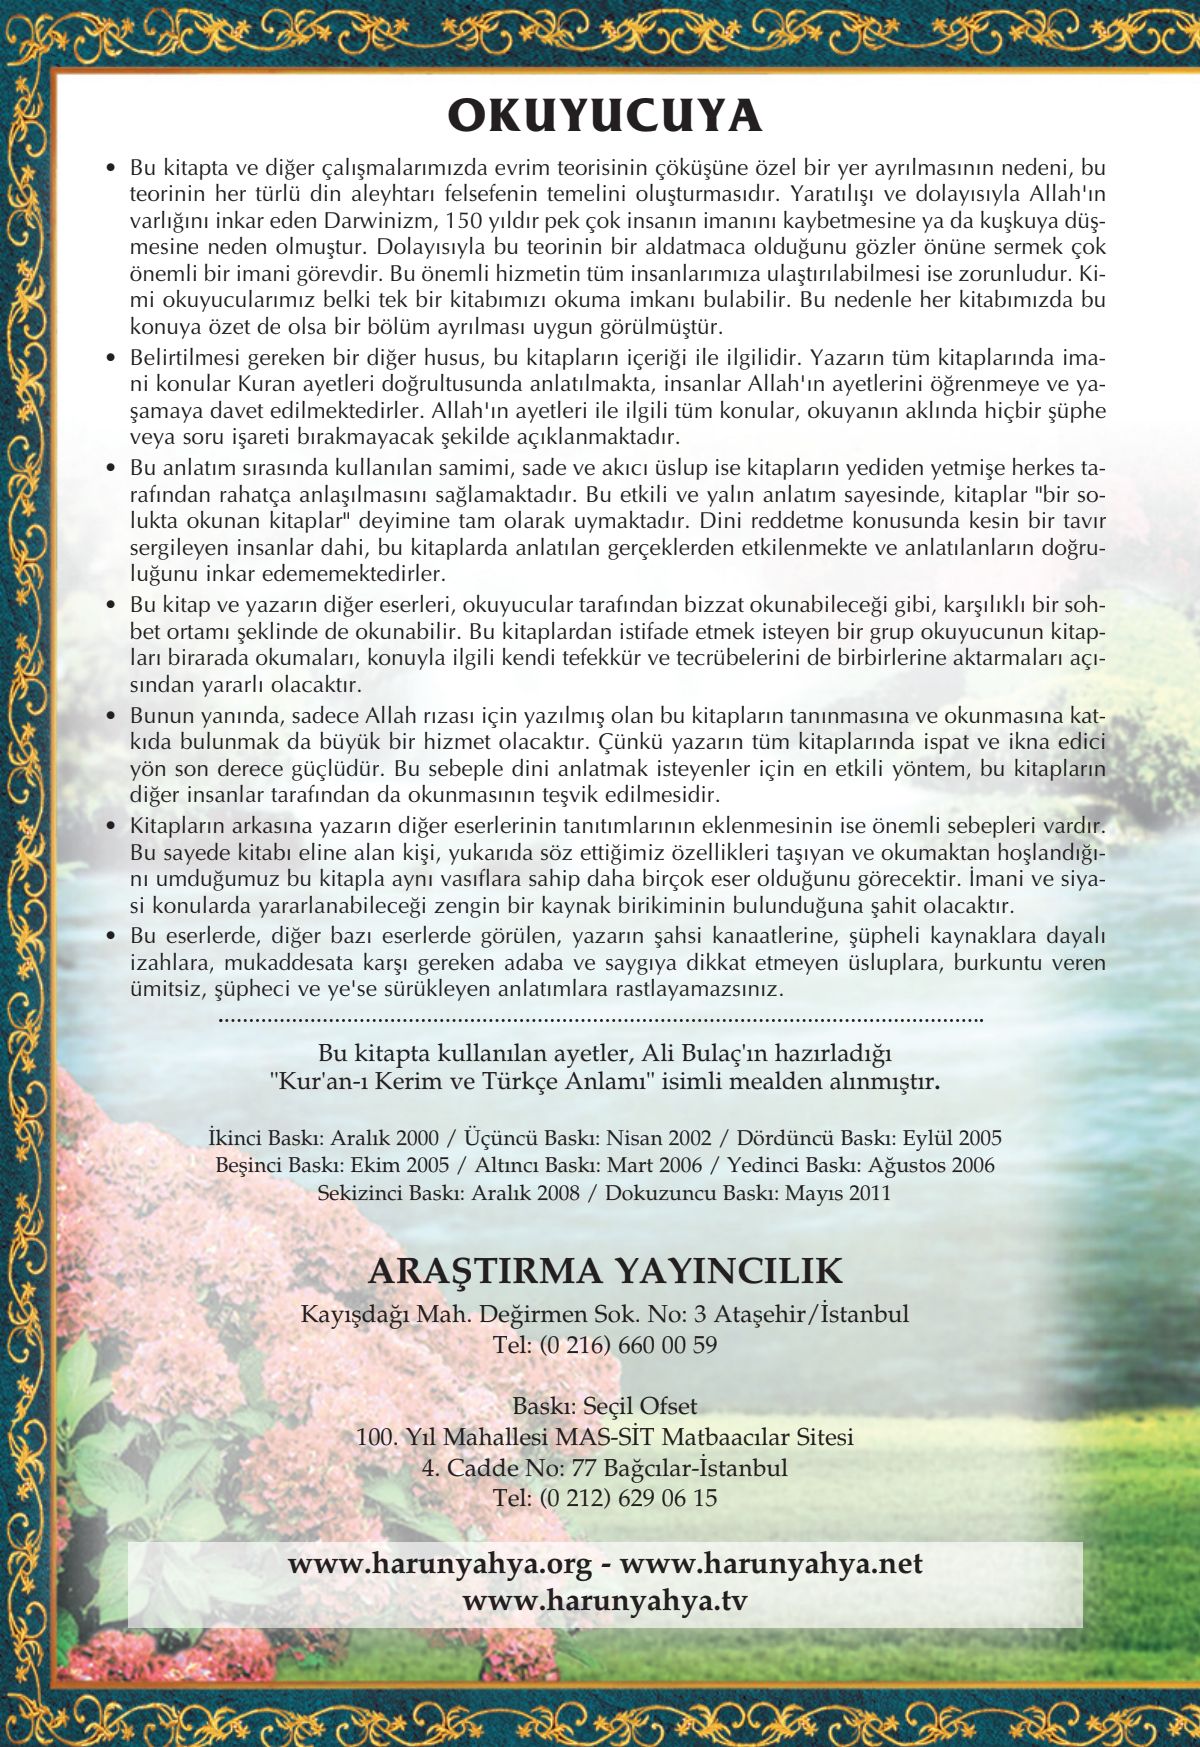 OKUYUCUYA
• Bu kitapta ve diğer çalışmalarımızda evrim teorisinin çöküşüne özel bir yer ayrılmasının nedeni, bu
teorinin her türlü din aleyhtarı felsefenin temelini oluşturmasıdır. Yaratılışı ve dolayısıyla Allah'ın
varlığını inkar eden Darwinizm, 150 yıldır pek çok insanın imanını kaybetmesine ya da kuşkuya düş-
mesine neden olmuştur. Dolayısıyla bu teorinin bir aldatmaca olduğunu gözler önüne sermek çok
önemli bir imani görevdir. Bu önemli hizmetin tüm insanlarımıza ulaştırılabilmesi ise zorunludur. Ki-
mi okuyucularımız belki tek bir kitabımızı okuma imkanı bulabilir. Bu nedenle her kitabımızda bu
konuya özet de olsa bir bölüm ayrılması uygun görülmüştür.
• Belirtilmesi gereken bir diğer husus, bu kitapların içeriği ile ilgilidir. Yazarın tüm kitaplarında ima-
ni konular Kuran ayetleri doğrultusunda anlatılmakta, insanlar Allah'ın ayetlerini öğrenmeye ve ya-
şamaya davet edilmektedirler. Allah'ın ayetleri ile ilgili tüm konular, okuyanın aklında hiçbir şüphe
veya soru işareti bırakmayacak şekilde açıklanmaktadır.
• Bu anlatım sırasında kullanılan samimi, sade ve akıcı üslup ise kitapların yediden yetmişe herkes ta-
rafından rahatça anlaşılmasını sağlamaktadır. Bu etkili ve yalın anlatım sayesinde, kitaplar "bir so-
lukta okunan kitaplar" deyimine tam olarak uymaktadır. Dini reddetme konusunda kesin bir tavır
sergileyen insanlar dahi, bu kitaplarda anlatılan gerçeklerden etkilenmekte ve anlatılanların doğru-
luğunu inkar edememektedirler.
• Bu kitap ve yazarın diğer eserleri, okuyucular tarafından bizzat okunabileceği gibi, karşılıklı bir soh-
bet ortamı şeklinde de okunabilir. Bu kitaplardan istifade etmek isteyen bir grup okuyucunun kitap-
ları birarada okumaları, konuyla ilgili kendi tefekkür ve tecrübelerini de birbirlerine aktarmaları açı-
sından yararlı olacaktır.
• Bunun yanında, sadece Allah rızası için yazılmış olan bu kitapların tanınmasına ve okunmasına kat-
kıda bulunmak da büyük bir hizmet olacaktır. Çünkü yazarın tüm kitaplarında ispat ve ikna edici
yön son derece güçlüdür. Bu sebeple dini anlatmak isteyenler için en etkili yöntem, bu kitapların
diğer insanlar tarafından da okunmasının teşvik edilmesidir.
• Kitapların arkasına yazarın diğer eserlerinin tanıtımlarının eklenmesinin ise önemli sebepleri vardır.
Bu sayede kitabı eline alan kişi, yukarıda söz ettiğimiz özellikleri taşıyan ve okumaktan hoşlandığı-
nı umduğumuz bu kitapla aynı vasıflara sahip daha birçok eser olduğunu görecektir. İmani ve siya-
si konularda yararlanabileceği zengin bir kaynak birikiminin bulunduğuna şahit olacaktır.
• Bu eserlerde, diğer bazı eserlerde görülen, yazarın şahsi kanaatlerine, şüpheli kaynaklara dayalı
izahlara, mukaddesata karşı gereken adaba ve saygıya dikkat etmeyen üsluplara, burkuntu veren
ümitsiz, şüpheci ve ye'se sürükleyen anlatımlara rastlayamazsınız.
Bu kitapta kullanılan ayetler, Ali Bulaç'ın hazırladığı
"Kur'an-ı Kerim ve Türkçe Anlamı" isimli mealden alınmıştır.
İkinci Baskı: Aralık 2000 / Üçüncü Baskı: Nisan 2002 / Dördüncü Baskı: Eylül 2005
Beşinci Baskı: Ekim 2005 / Altıncı Baskı: Mart 2006 / Yedinci Baskı: Ağustos 2006
Sekizinci Baskı: Aralık 2008 / Dokuzuncu Baskı: Mayıs 2011
ARAŞTIRMA YAYINCILIK
Kayışdağı Mah. Değirmen Sok. No: 3 Ataşehir/İstanbul
Tel: (0 216) 660 00 59
Baskı: Seçil Ofset
100. Yıl Mahallesi MAS-SİT Matbaacılar Sitesi
4. Cadde No: 77 Bağcılar-İstanbul
Tel: (0 212) 629 06 15
www.harunyahya.org - www.harunyahya.net
www.harunyahya.tv